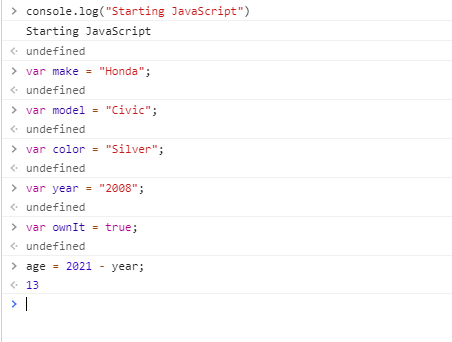 > console.log("Starting JavaScript")
Starting JavaScript
< undefined
> var make = "Honda";
< undefined
> var model = "Civic";
< undefined
> var color = "Silver";
< undefined
> var year = "2008";
< undefined
> var ownIt = true;
< undefined
> age = 2021 - year;
< 13
>